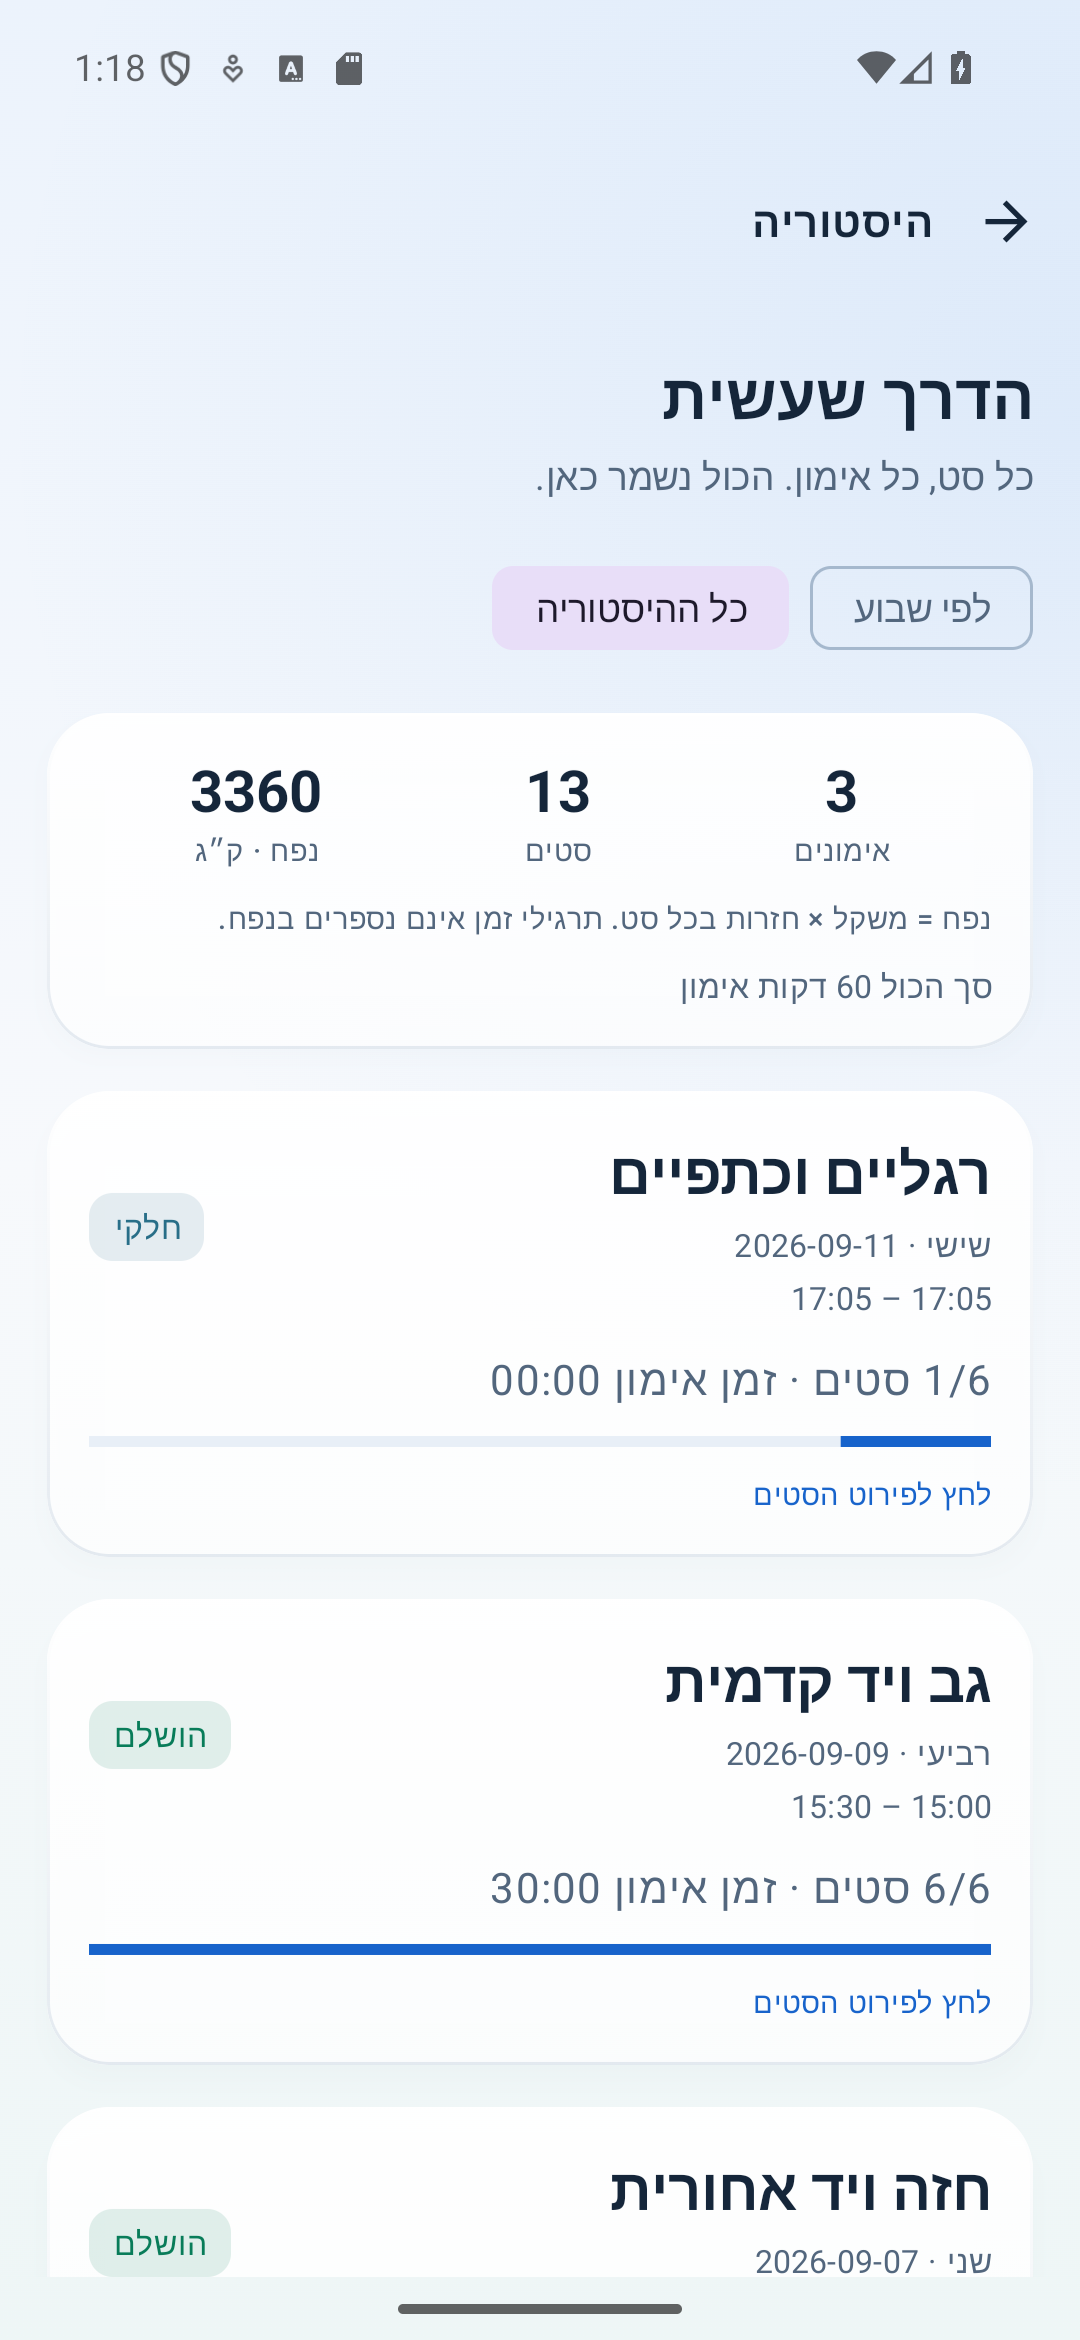 1:18
היסטוריה
הדרך שעשית
כל סט, כל אימון. הכול נשמר כאן.
לפי שבוע
כל ההיסטוריה
3 13 3360
אימונים סטים נפח · ק״ג
נפח = משקל × חזרות בכל סט. תרגילי זמן אינם נספרים בנפח.
סך הכול 60 דקות אימון
רגליים וכתפיים
חלקי
שישי · 2026-09-11
17:05 – 17:05
1/6 סטים · זמן אימון 00:00
לחץ לפירוט הסטים
גב ויד קדמית
הושלם
רביעי · 2026-09-09
15:00 – 15:30
6/6 סטים · זמן אימון 30:00
לחץ לפירוט הסטים
חזה ויד אחורית
הושלם
שני · 2026-09-07